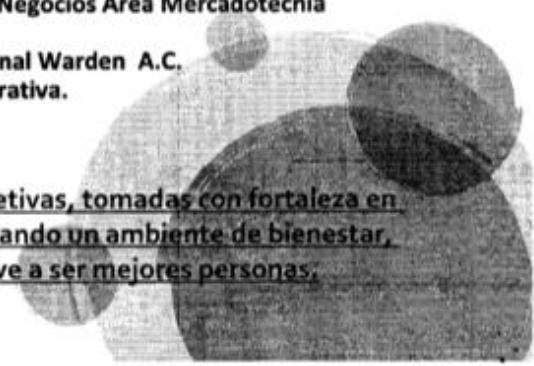 Negocios Área Mercadotecnia
nal Warden A.C.
rativa.
etivas, tomadas con fortaleza en
ando un ambiente de bienestar,
ve a ser mejores personas.